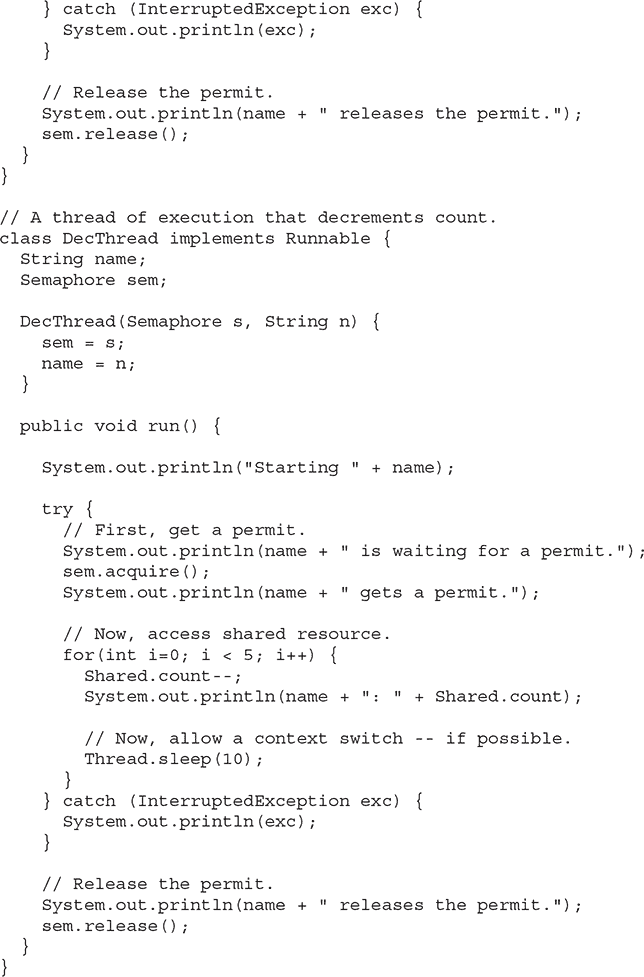 } catch (InterruptedException exc) {
      System.out.println(exc);
    }

    // Release the permit.
    System.out.println(name + " releases the permit.");
    sem.release();
  }
}

// A thread of execution that decrements count.
class DecThread implements Runnable {
  String name;
  Semaphore sem;

  DecThread(Semaphore s, String n) {
    sem = s;
    name = n;
  }

  public void run() {

    System.out.println("Starting " + name);

    try {
      // First, get a permit.
      System.out.println(name + " is waiting for a permit.");
      sem.acquire();
      System.out.println(name + " gets a permit.");

      // Now, access shared resource.
      for(int i=0; i < 5; i++) {
        Shared.count--;
        System.out.println(name + ": " + Shared.count);

        // Now, allow a context switch -- if possible.
        Thread.sleep(10);
      }
    } catch (InterruptedException exc) {
      System.out.println(exc);
    }

    // Release the permit.
    System.out.println(name + " releases the permit.");
    sem.release();
  }
}